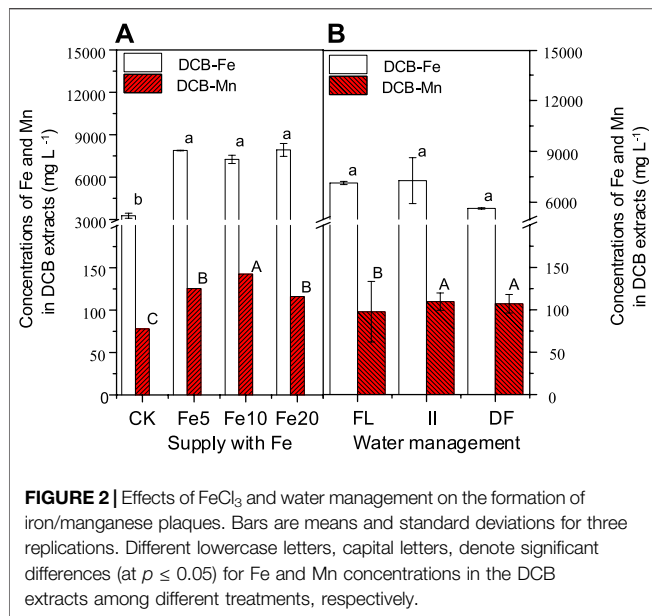 A
B
15000
12000
9000
6000
3000
150
100
50
0
Concentrations of Fe and Mn
in DCB extracts (mg L⁻¹)
DCB-Fe
DCB-Mn
b
a
a
a
C
B
A
B
CK Fe5 Fe10 Fe20
Supply with Fe
DCB-Fe
DCB-Mn
a
a
a
B
A
A
FL II DF
Water management
15000
12000
9000
6000
150
100
50
0
Concentrations of Fe and Mn
in DCB extracts (mg L⁻¹)
FIGURE 2 | Effects of FeCl₃ and water management on the formation of
iron/manganese plaques. Bars are means and standard deviations for three
replications. Different lowercase letters, capital letters, denote significant
differences (at p ≤ 0.05) for Fe and Mn concentrations in the DCB
extracts among different treatments, respectively.